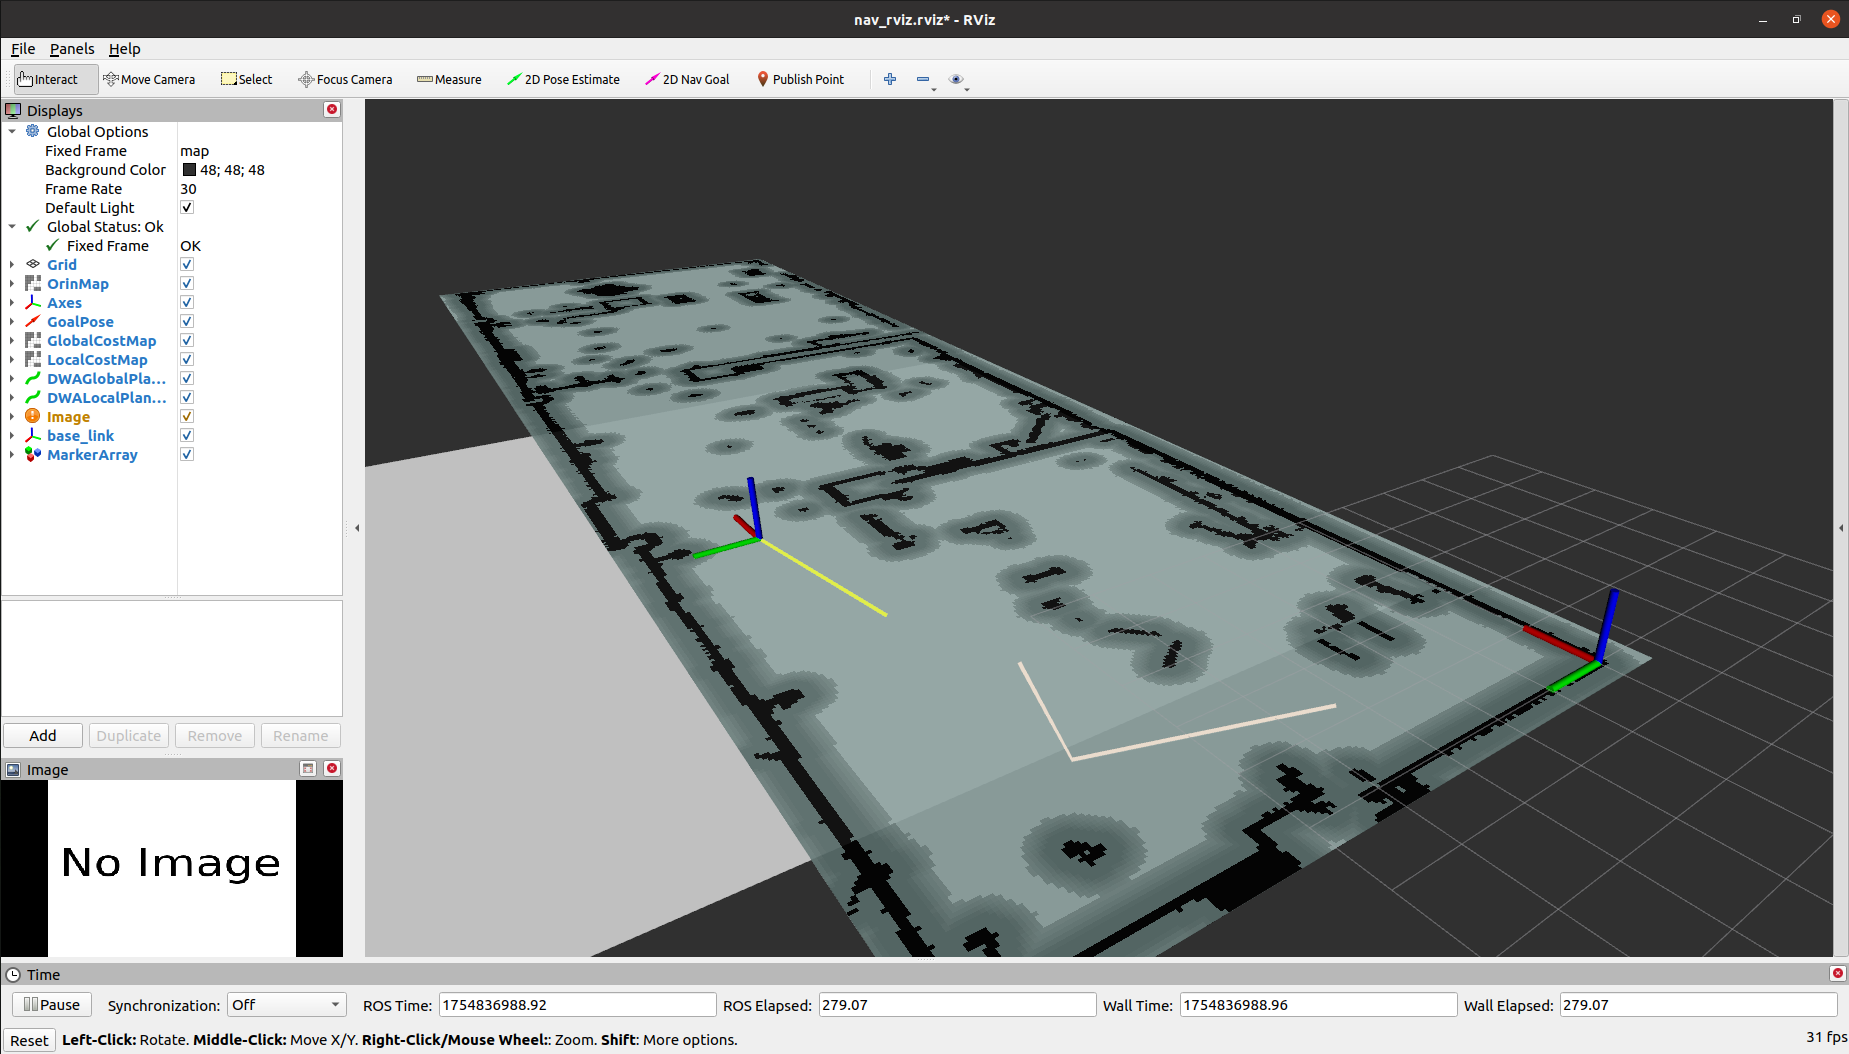 nav_rviz.rviz* - RViz
File Panels Help
Interact Move Camera Select Focus Camera Measure 2D Pose Estimate 2D Nav Goal Publish Point
Displays
Global Options
Fixed Frame map
Background Color 48; 48; 48
Frame Rate 30
Default Light
Global Status: Ok
Fixed Frame OK
Grid
OrinMap
Axes
GoalPose
GlobalCostMap
LocalCostMap
DWAGlobalPla...
DWALocalPlan...
Image
base_link
MarkerArray
Add Duplicate Remove Rename
Image
No Image
Time
Pause Synchronization: Off ROS Time: 1754836988.92 ROS Elapsed: 279.07 Wall Time: 1754836988.96 Wall Elapsed: 279.07
Reset Left-Click: Rotate. Middle-Click: Move X/Y. Right-Click/Mouse Wheel:: Zoom. Shift: More options. 31 fps